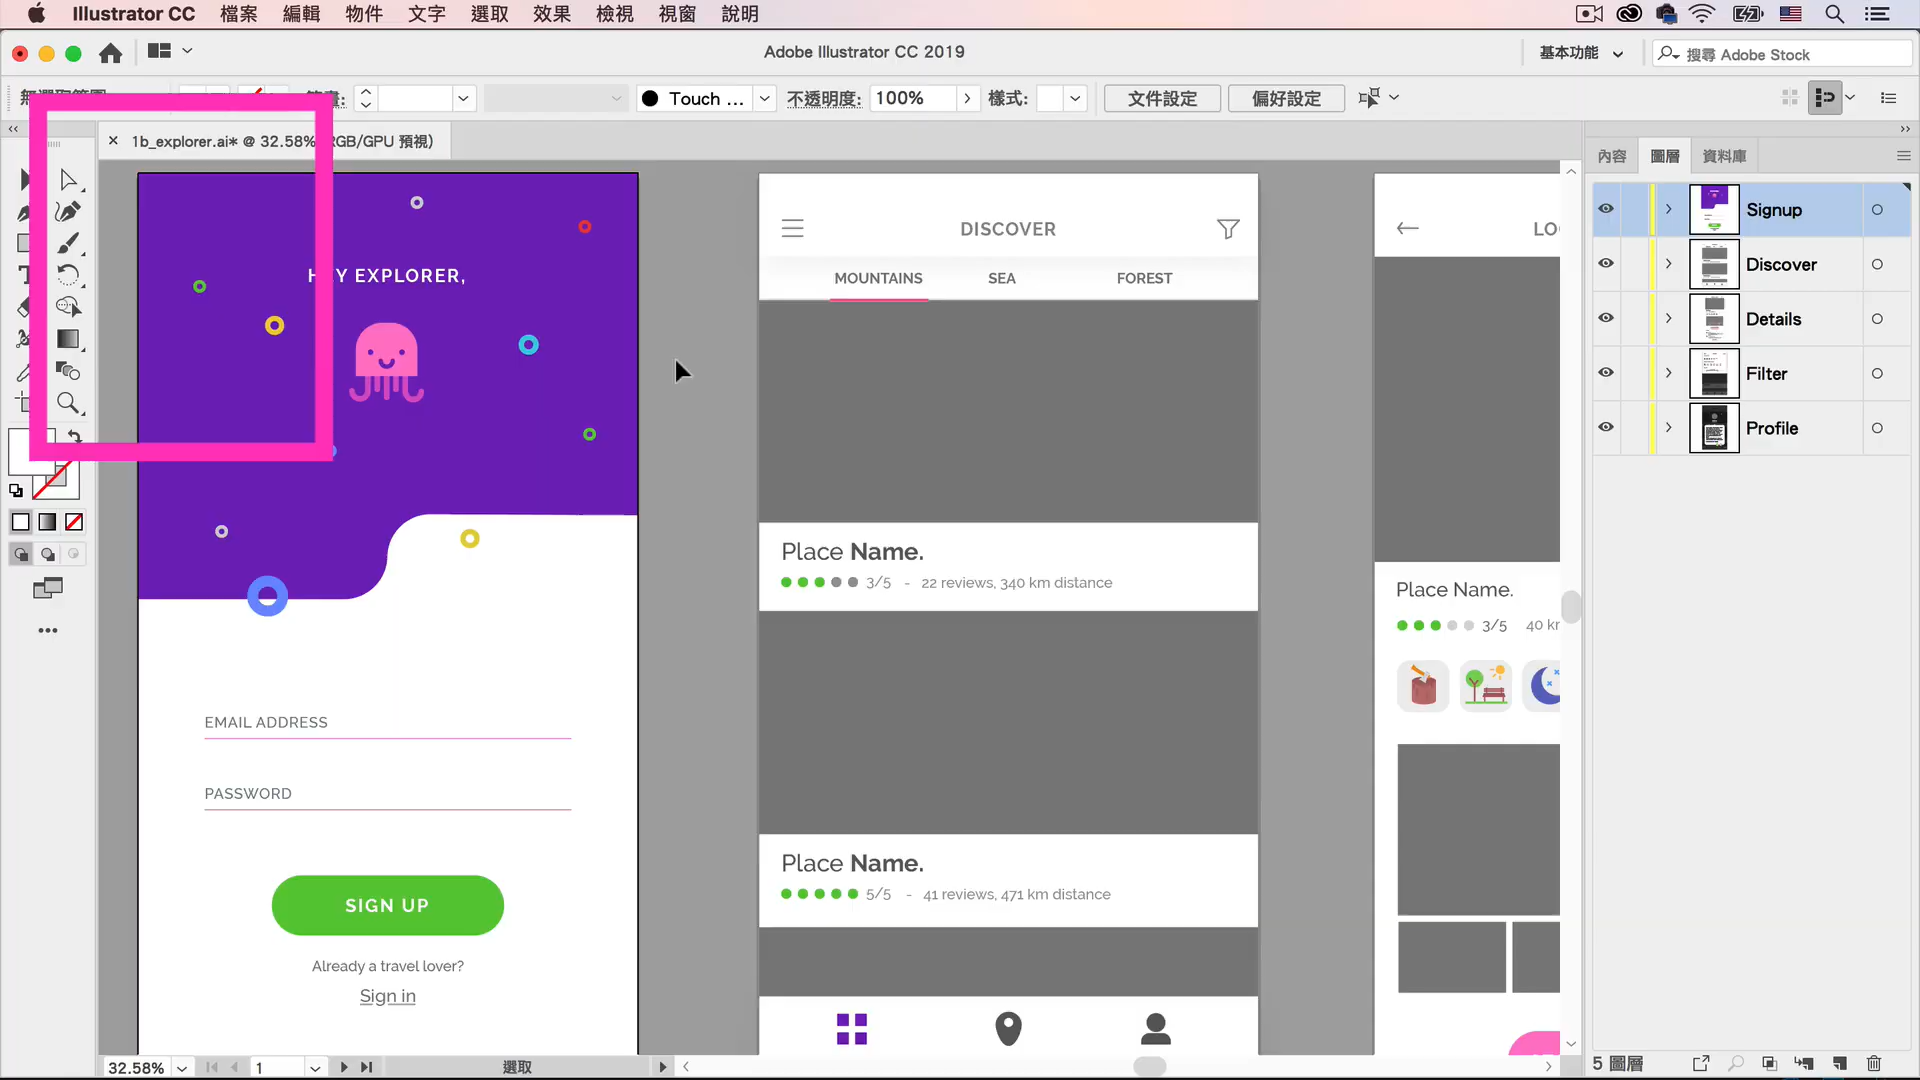 Illustrator CC 檔案 編輯 物件 文字 選取 效果 檢視 視窗 說明
Adobe Illustrator CC 2019
基本功能
搜尋 Adobe Stock
Touch ... 不透明度: 100% 樣式: 文件設定 偏好設定
1b_explorer.ai* @ 32.58% RGB/GPU 預視)
內容 圖層 資料庫
Signup
Discover
Details
Filter
Profile
HEY EXPLORER,
EMAIL ADDRESS
PASSWORD
SIGN UP
Already a travel lover?
Sign in
DISCOVER
MOUNTAINS SEA FOREST
Place Name.
3/5 - 22 reviews, 340 km distance
Place Name.
5/5 - 41 reviews, 471 km distance
Place Name.
3/5 40
32.58% 1 選取
5 圖層